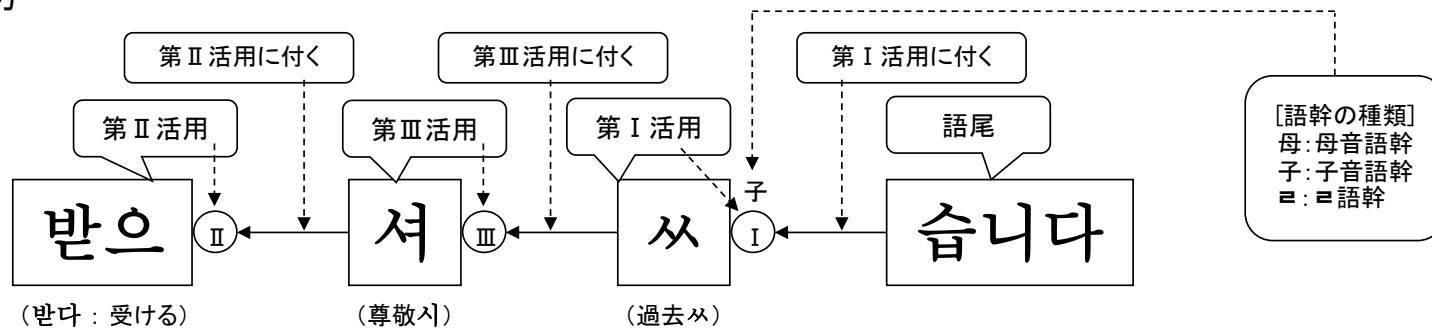 第Ⅱ活用に付く 第Ⅲ活用に付く 第Ⅰ活用に付く
第Ⅱ活用 第Ⅲ活用 第Ⅰ活用 語尾
[語幹の種類]
母:母音語幹
子:子音語幹
ㄹ:ㄹ語幹
子
받으 Ⅱ 셔 Ⅲ ㅆ Ⅰ 습니다
(받다 : 受ける) (尊敬시) (過去ㅆ)